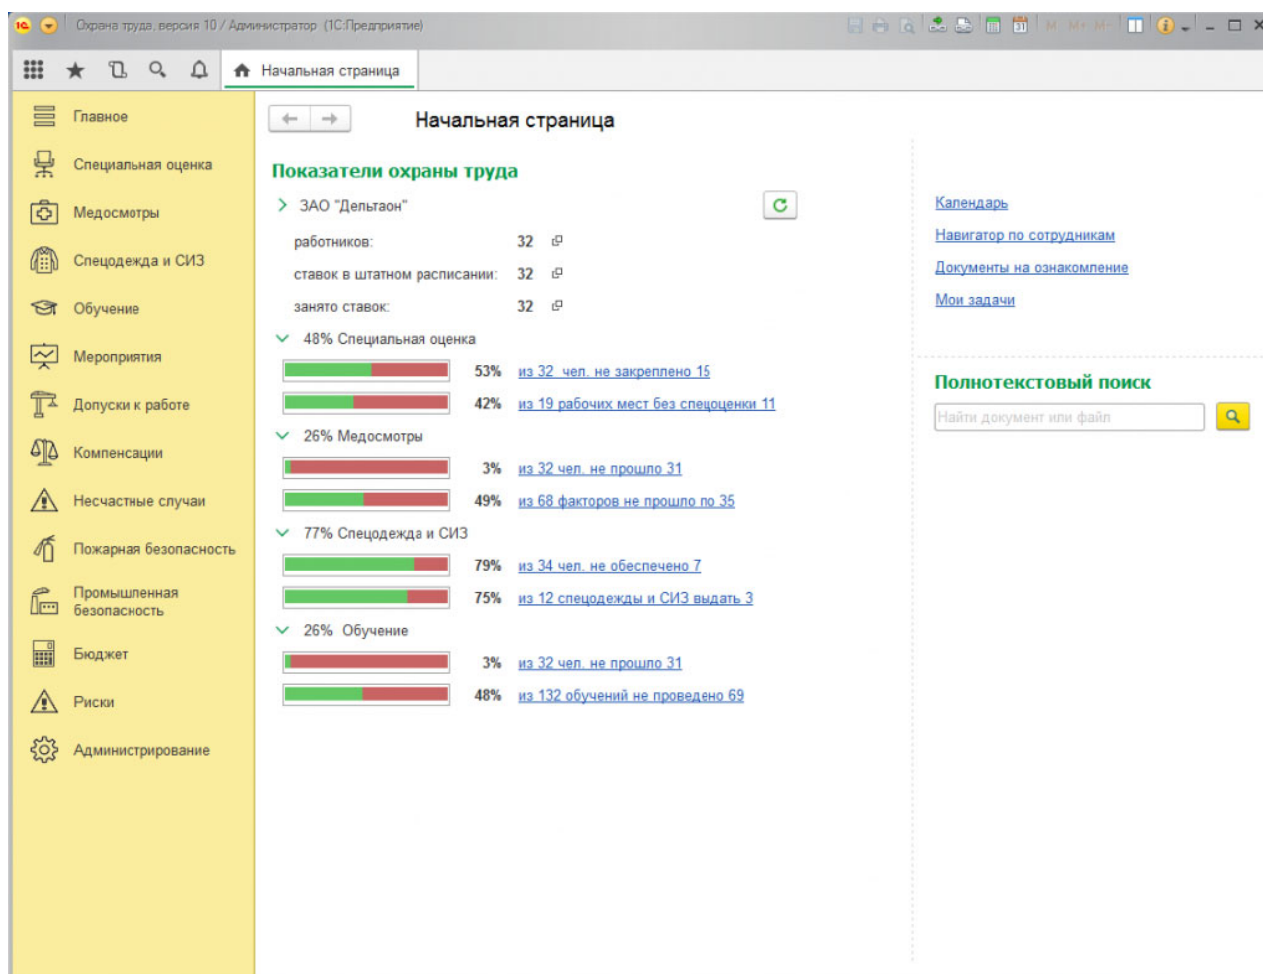 1С Охрана труда, версия 10 / Администратор (1С:Предприятие)
31 M M+ M-
Начальная страница
Главное
Специальная оценка
Медосмотры
Спецодежда и СИЗ
Обучение
Мероприятия
Допуски к работе
Компенсации
Несчастные случаи
Пожарная безопасность
Промышленная
безопасность
Бюджет
Риски
Администрирование
Начальная страница
Показатели охраны труда
ЗАО "Дельтаон"
работников: 32
ставок в штатном расписании: 32
занято ставок: 32
48% Специальная оценка
53% из 32 чел. не закреплено 15
42% из 19 рабочих мест без спецоценки 11
26% Медосмотры
3% из 32 чел. не прошло 31
49% из 68 факторов не прошло по 35
77% Спецодежда и СИЗ
79% из 34 чел. не обеспечено 7
75% из 12 спецодежды и СИЗ выдать 3
26% Обучение
3% из 32 чел. не прошло 31
48% из 132 обучений не проведено 69
Календарь
Навигатор по сотрудникам
Документы на ознакомление
Мои задачи
Полнотекстовый поиск
Найти документ или файл